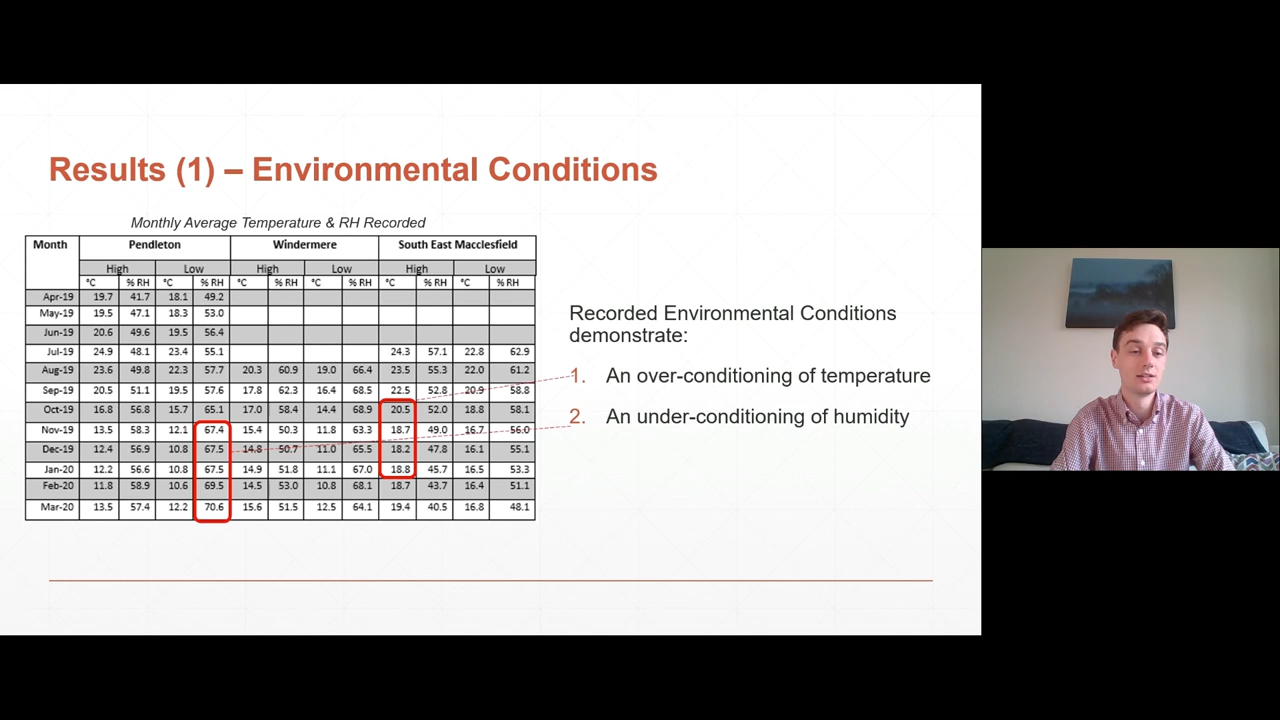 Results (1) – Environmental Conditions
Monthly Average Temperature & RH Recorded
Month Pendleton Windermere South East Macclesfield
High Low High Low High Low
°C % RH °C % RH °C % RH °C % RH °C % RH °C % RH
Apr-19 19.7 41.7 18.1 49.2
May-19 19.5 47.1 18.3 53.0
Jun-19 20.6 49.6 19.5 56.4
Jul-19 24.9 48.1 23.4 55.1 24.3 57.1 22.8 62.9
Aug-19 23.6 49.8 22.3 57.7 20.3 60.9 19.0 66.4 23.5 55.3 22.0 61.2
Sep-19 20.5 51.1 19.5 57.6 17.8 62.3 16.4 68.5 22.5 52.8 20.9 58.8
Oct-19 16.8 56.8 15.7 65.1 17.0 58.4 14.4 68.9 20.5 52.0 18.8 58.1
Nov-19 13.5 58.3 12.1 67.4 15.4 50.3 11.8 63.3 18.7 49.0 16.7 56.0
Dec-19 12.4 56.9 10.8 67.5 14.8 50.7 11.0 65.5 18.2 47.8 16.1 55.1
Jan-20 12.2 56.6 10.8 67.5 14.9 51.8 11.1 67.0 18.8 45.7 16.5 53.3
Feb-20 11.8 58.9 10.6 69.5 14.5 53.0 10.8 68.1 18.7 43.7 16.4 51.1
Mar-20 13.5 57.4 12.2 70.6 15.6 51.5 12.5 64.1 19.4 40.5 16.8 48.1
Recorded Environmental Conditions
demonstrate:
1. An over-conditioning of temperature
2. An under-conditioning of humidity